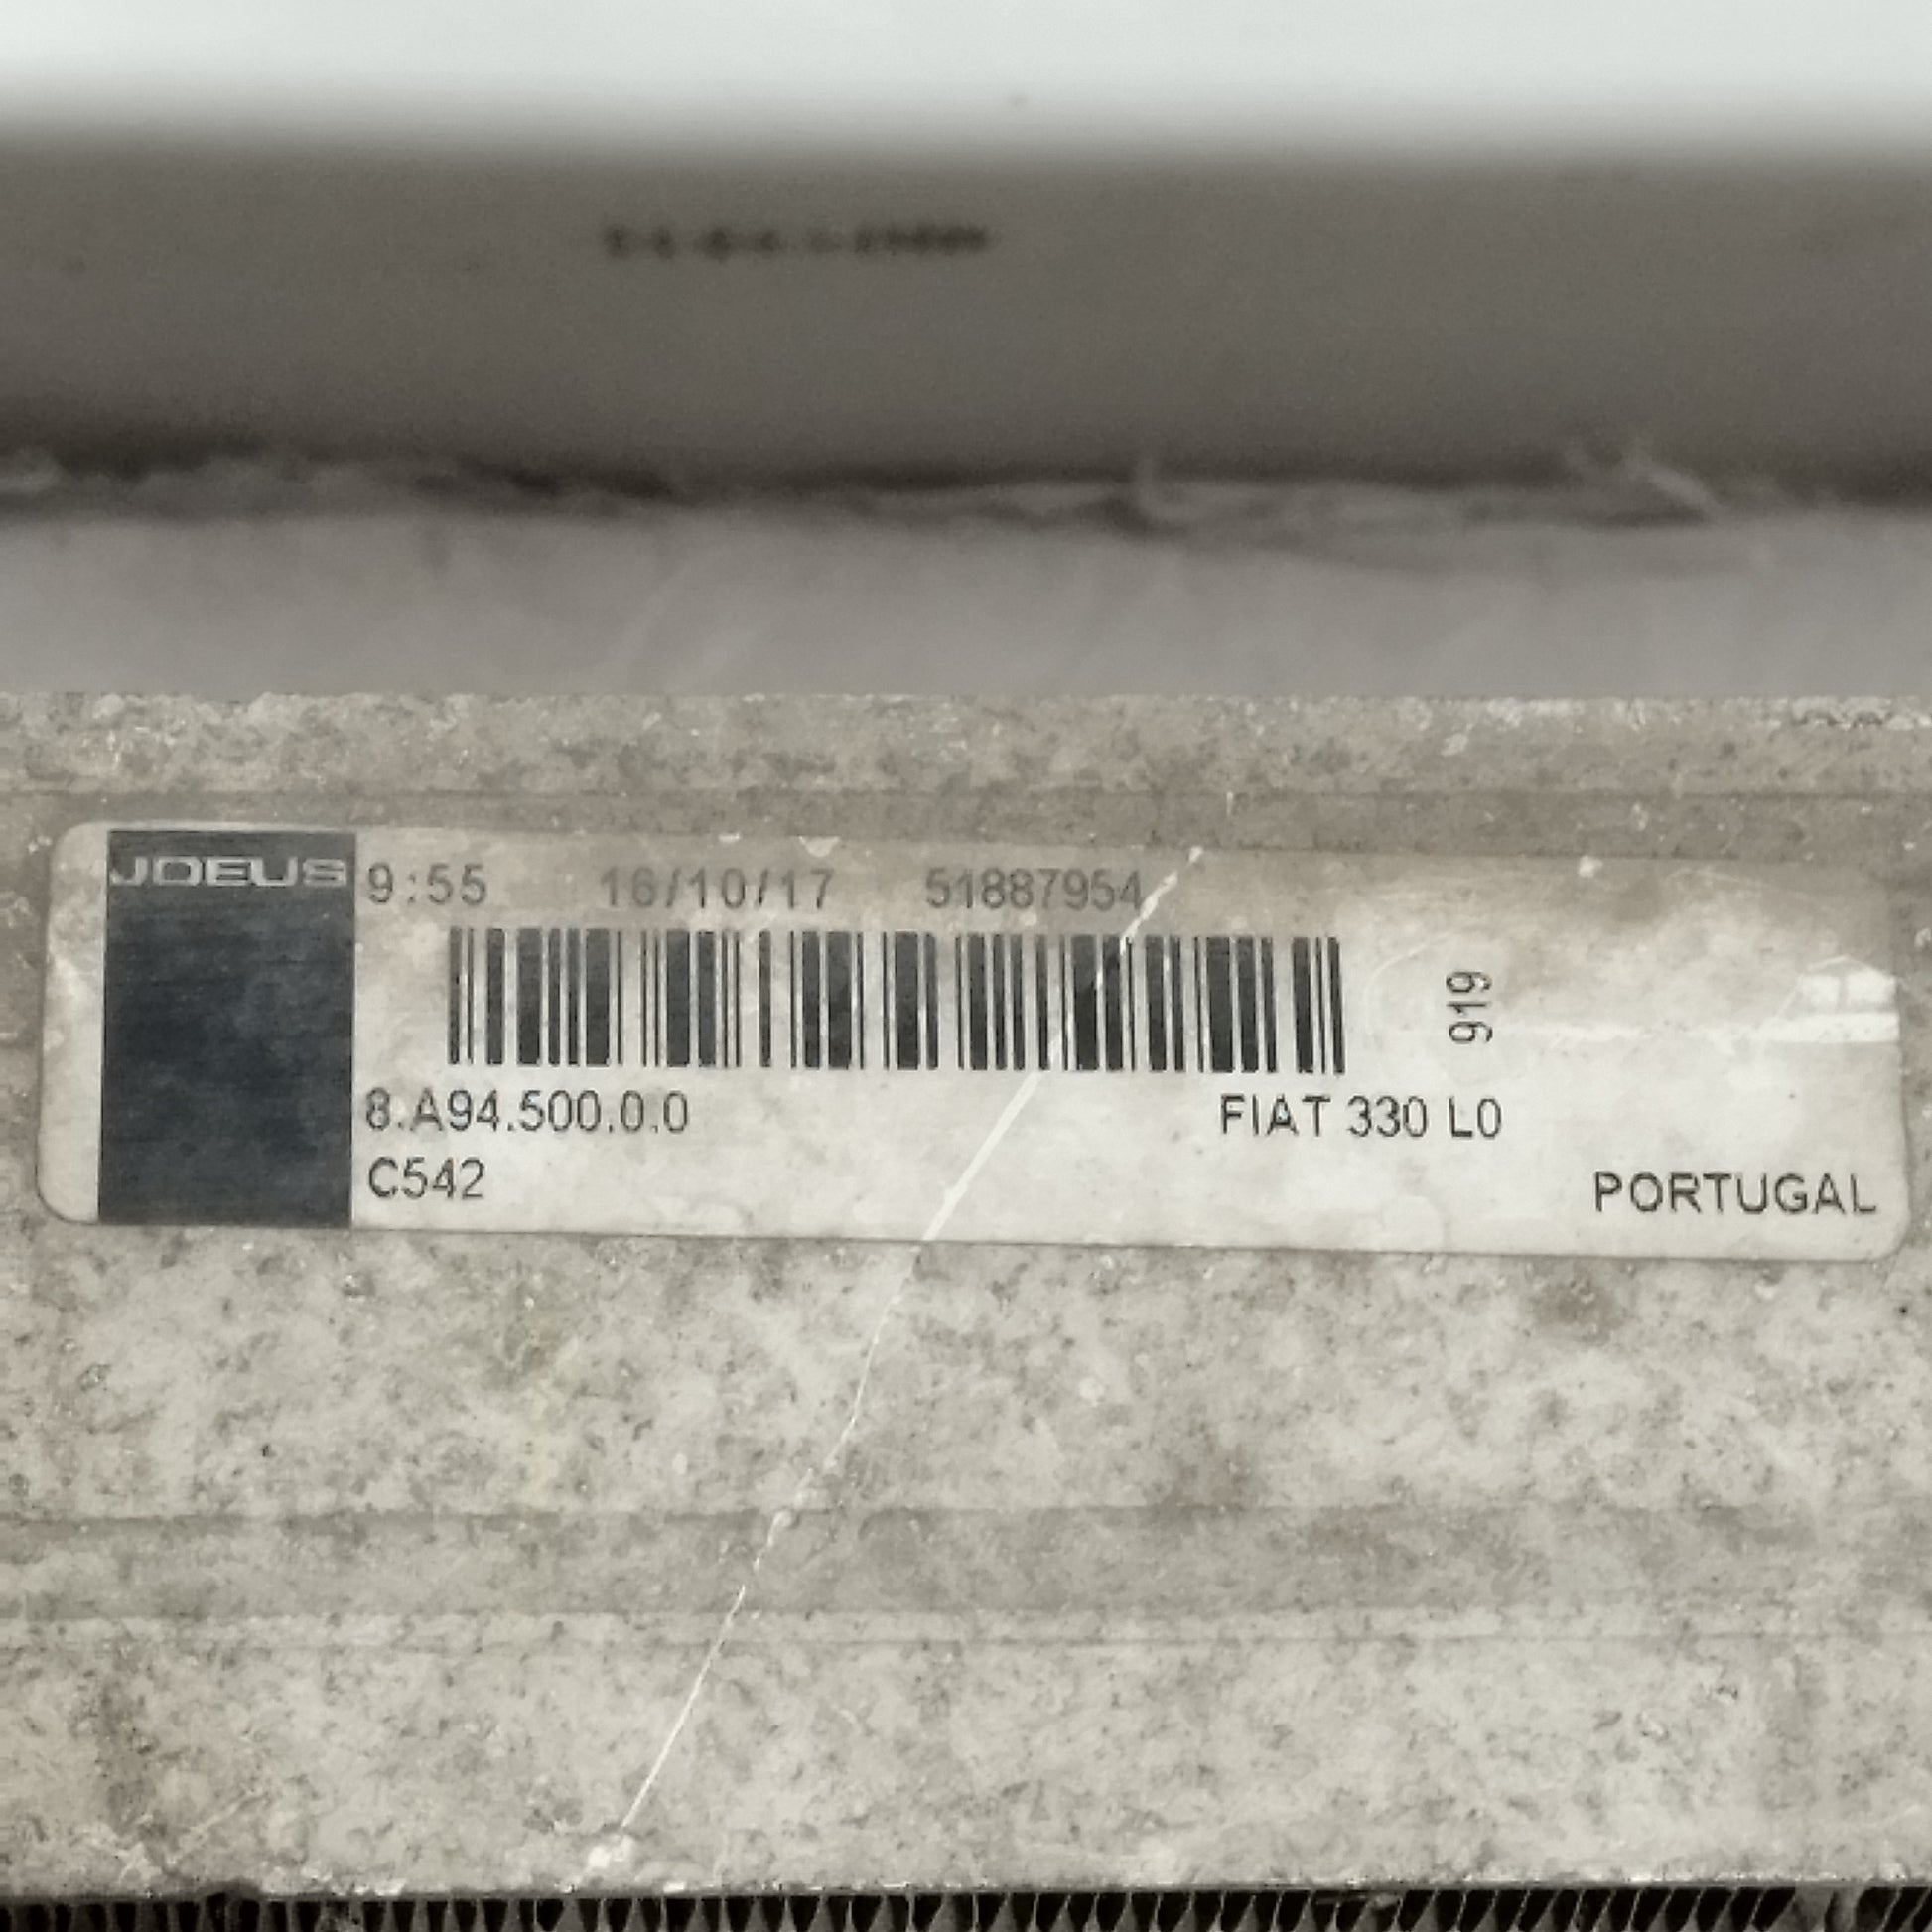 JDEUS 9:55 16/10/17 51887954
919
8.A94.500.0.0 FIAT 330 L0
C542 PORTUGAL